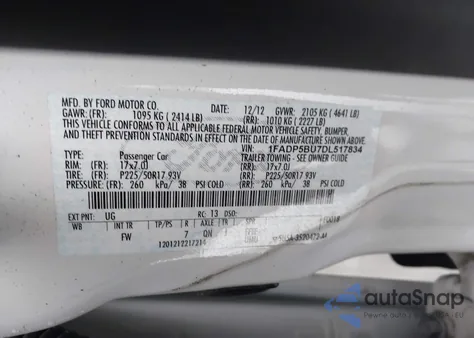 MFD. BY FORD MOTOR CO. DATE: 12/12 GVWR: 2105 KG (4641 LB)
GAWR: (FR): 1095 KG (2414 LB) (RR): 1010 KG (2227 LB)
THIS VEHICLE CONFORMS TO ALL APPLICABLE FEDERAL MOTOR VEHICLE SAFETY, BUMPER,
AND THEFT PREVENTION STANDARDS IN EFFECT ON THE DATE OF MANUFACTURE SHOWN ABOVE.
VIN: 1FADP5BU7DL517834
TYPE: Passenger Car TRAILER TOWING - SEE OWNER GUIDE
RIM: (FR): 17x7.0J (RR): 17x7.0J
TIRES: (FR): P225/50R17 93V (RR): P225/50R17 93V
PRESSURE: (FR): 260 kPa/ 38 PSI COLD (RR): 260 kPa/ 38 PSI COLD
EXT PNT: UG RC: 13 DSO:
WB INT TR TP/PS R AXLE TR
FW 7 QN
autoSnap